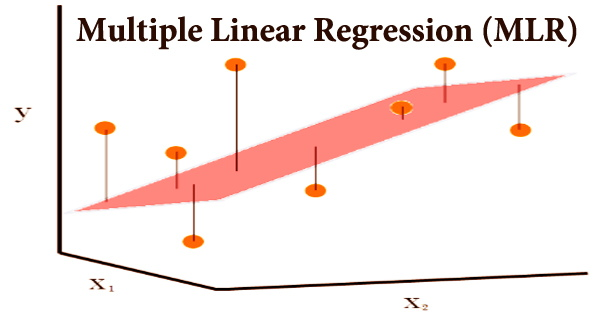 Multiple Linear Regression (MLR)
y
X₁
X₂